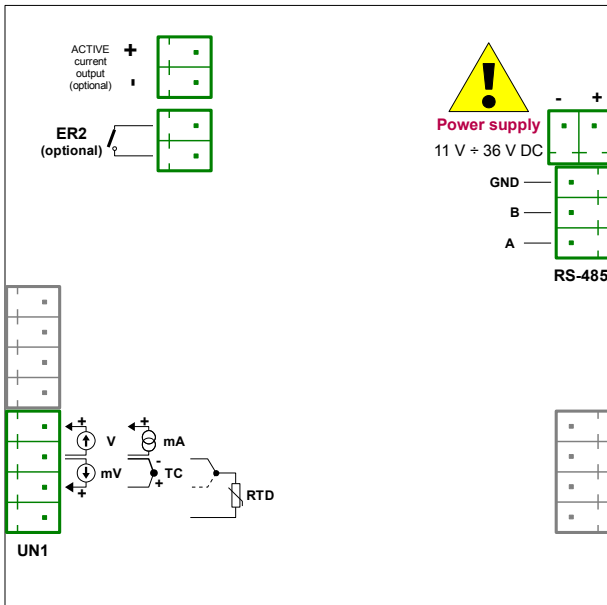 ACTIVE
current
output
(optional)
+
-
ER2
(optional)
!
Power supply
- +
11 V ÷ 36 V DC
GND
B
A
RS-485
+ +
V mA
mV - TC
+ +
RTD
UN1